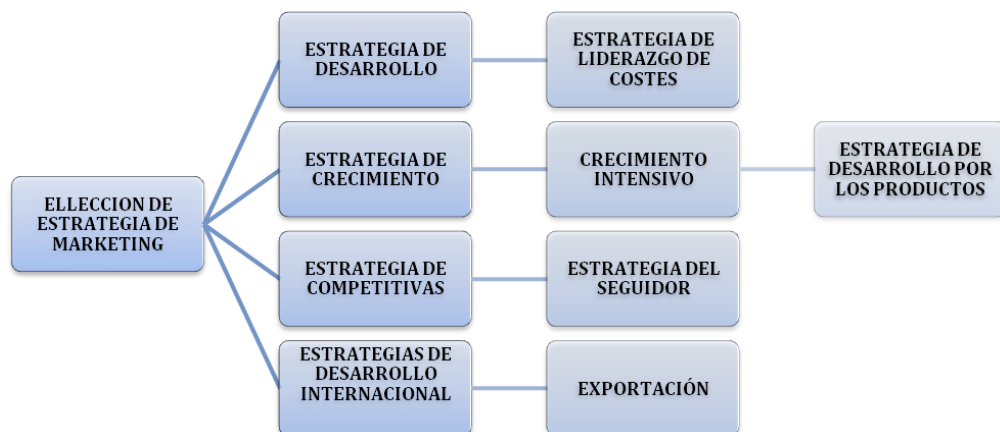 ELLECCION DE
ESTRATEGIA DE
MARKETING
ESTRATEGIA DE
DESARROLLO
ESTRATEGIA DE
LIDERAZGO DE
COSTES
ESTRATEGIA DE
CRECIMIENTO
CRECIMIENTO
INTENSIVO
ESTRATEGIA DE
DESARROLLO POR
LOS PRODUCTOS
ESTRATEGIA DE
COMPETITIVAS
ESTRATEGIA DEL
SEGUIDOR
ESTRATEGIAS DE
DESARROLLO
INTERNACIONAL
EXPORTACIÓN